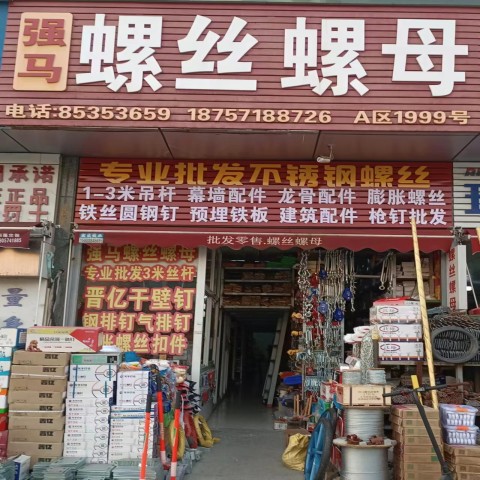 强马 螺丝螺母
电话:85353659 18757188726 A区1999号
专业批发不锈钢螺丝
1-3米吊杆 幕墙配件 龙骨配件 膨胀螺丝
铁丝圆钢钉 预埋铁板 建筑配件 枪钉批发
批发零售.螺丝螺母
强马螺丝螺母
专业批发3米丝杆
晋亿干壁钉
钢排钉气排钉
螺丝扣件
承诺
正品